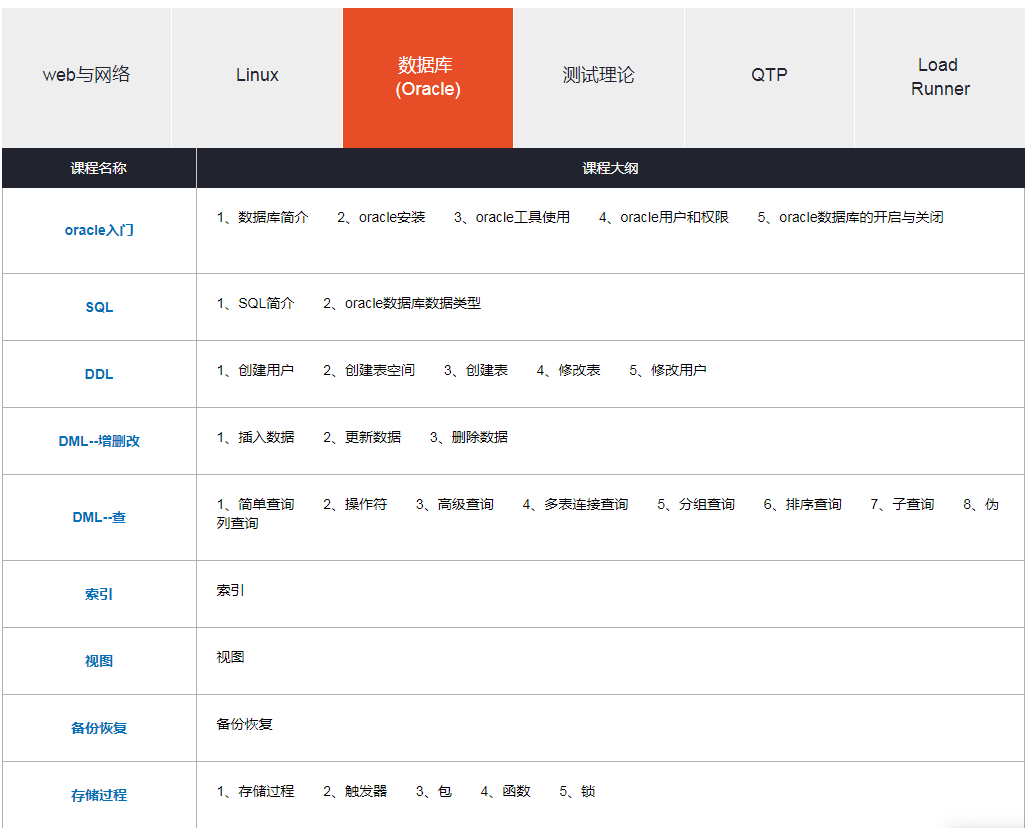 web与网络
Linux
数据库
(Oracle)
测试理论
QTP
Load
Runner
课程名称 课程大纲
oracle入门 1、数据库简介 2、oracle安装 3、oracle工具使用 4、oracle用户和权限 5、oracle数据库的开启与关闭
SQL 1、SQL简介 2、oracle数据库数据类型
DDL 1、创建用户 2、创建表空间 3、创建表 4、修改表 5、修改用户
DML--增删改 1、插入数据 2、更新数据 3、删除数据
DML--查 1、简单查询 2、操作符 3、高级查询 4、多表连接查询 5、分组查询 6、排序查询 7、子查询 8、伪
列查询
索引 索引
视图 视图
备份恢复 备份恢复
存储过程 1、存储过程 2、触发器 3、包 4、函数 5、锁